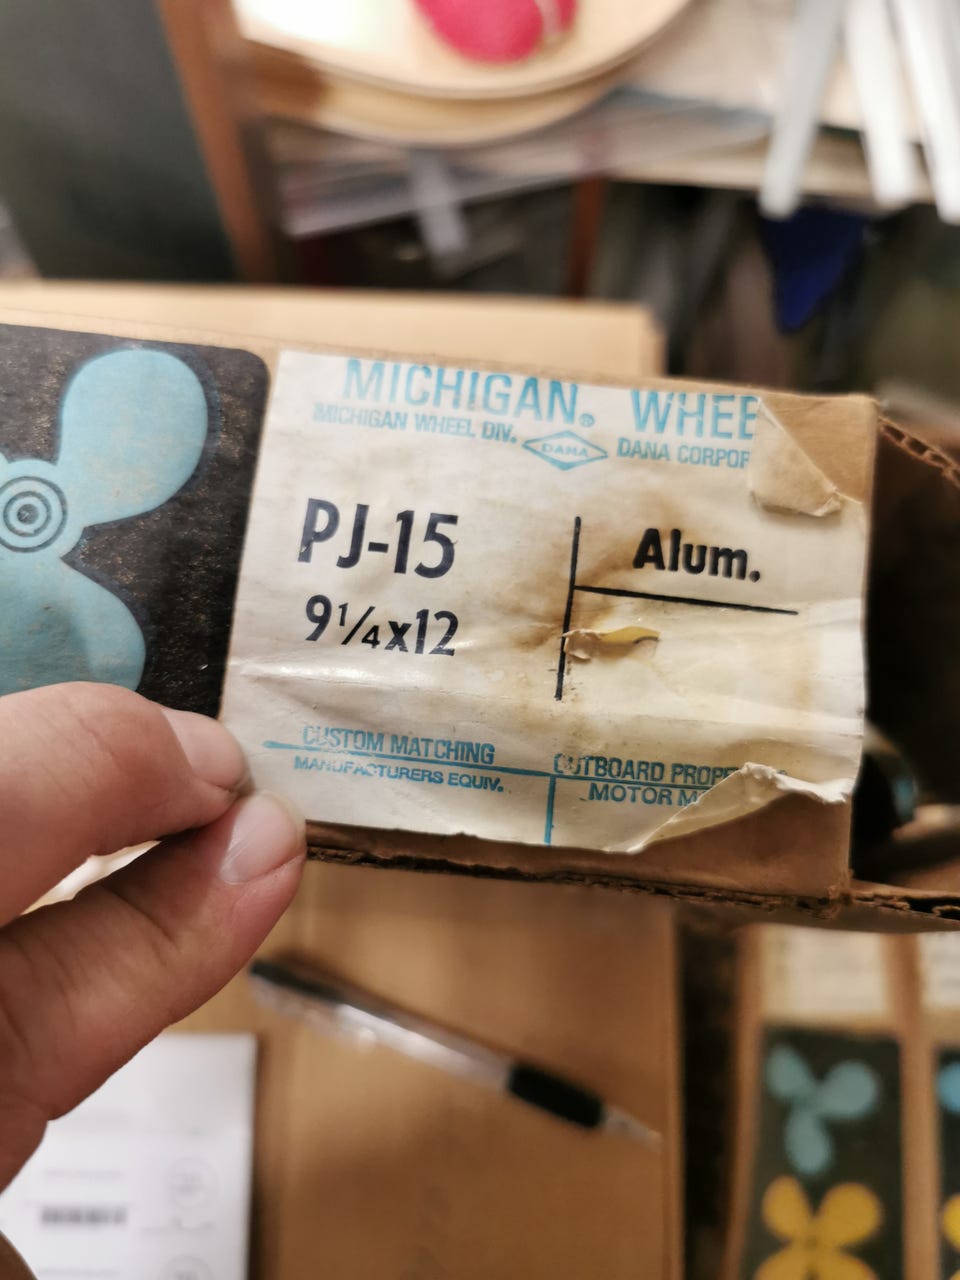 MICHIGAN® WHEE
MICHIGAN WHEEL DIV. DANA DANA CORPOR
PJ-15
Alum.
9¼x12
CUSTOM MATCHING
MANUFACTURERS EQUIV.
OUTBOARD PROPE
MOTOR M